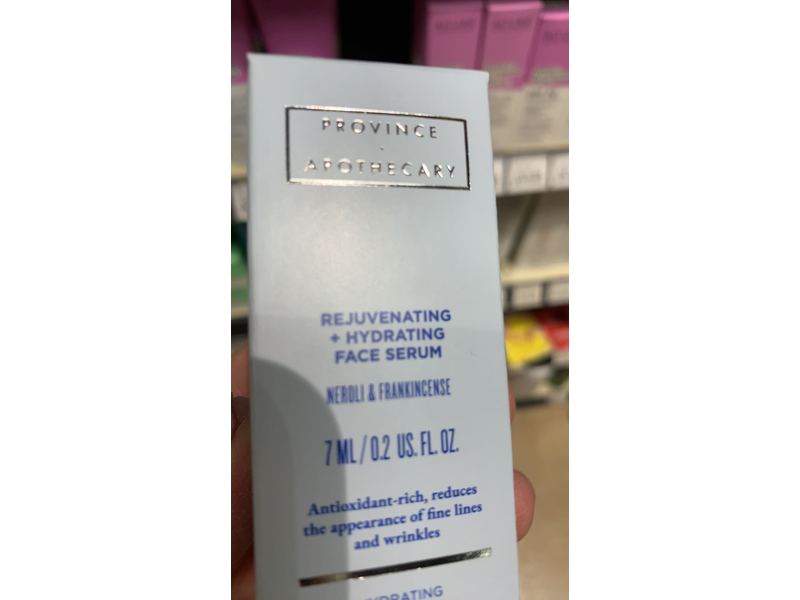 PROVINCE
APOTHECARY
REJUVENATING
+ HYDRATING
FACE SERUM
NEROLI & FRANKINCENSE
7 ML / 0.2 US. FL. OZ.
Antioxidant-rich, reduces
the appearance of fine lines
and wrinkles